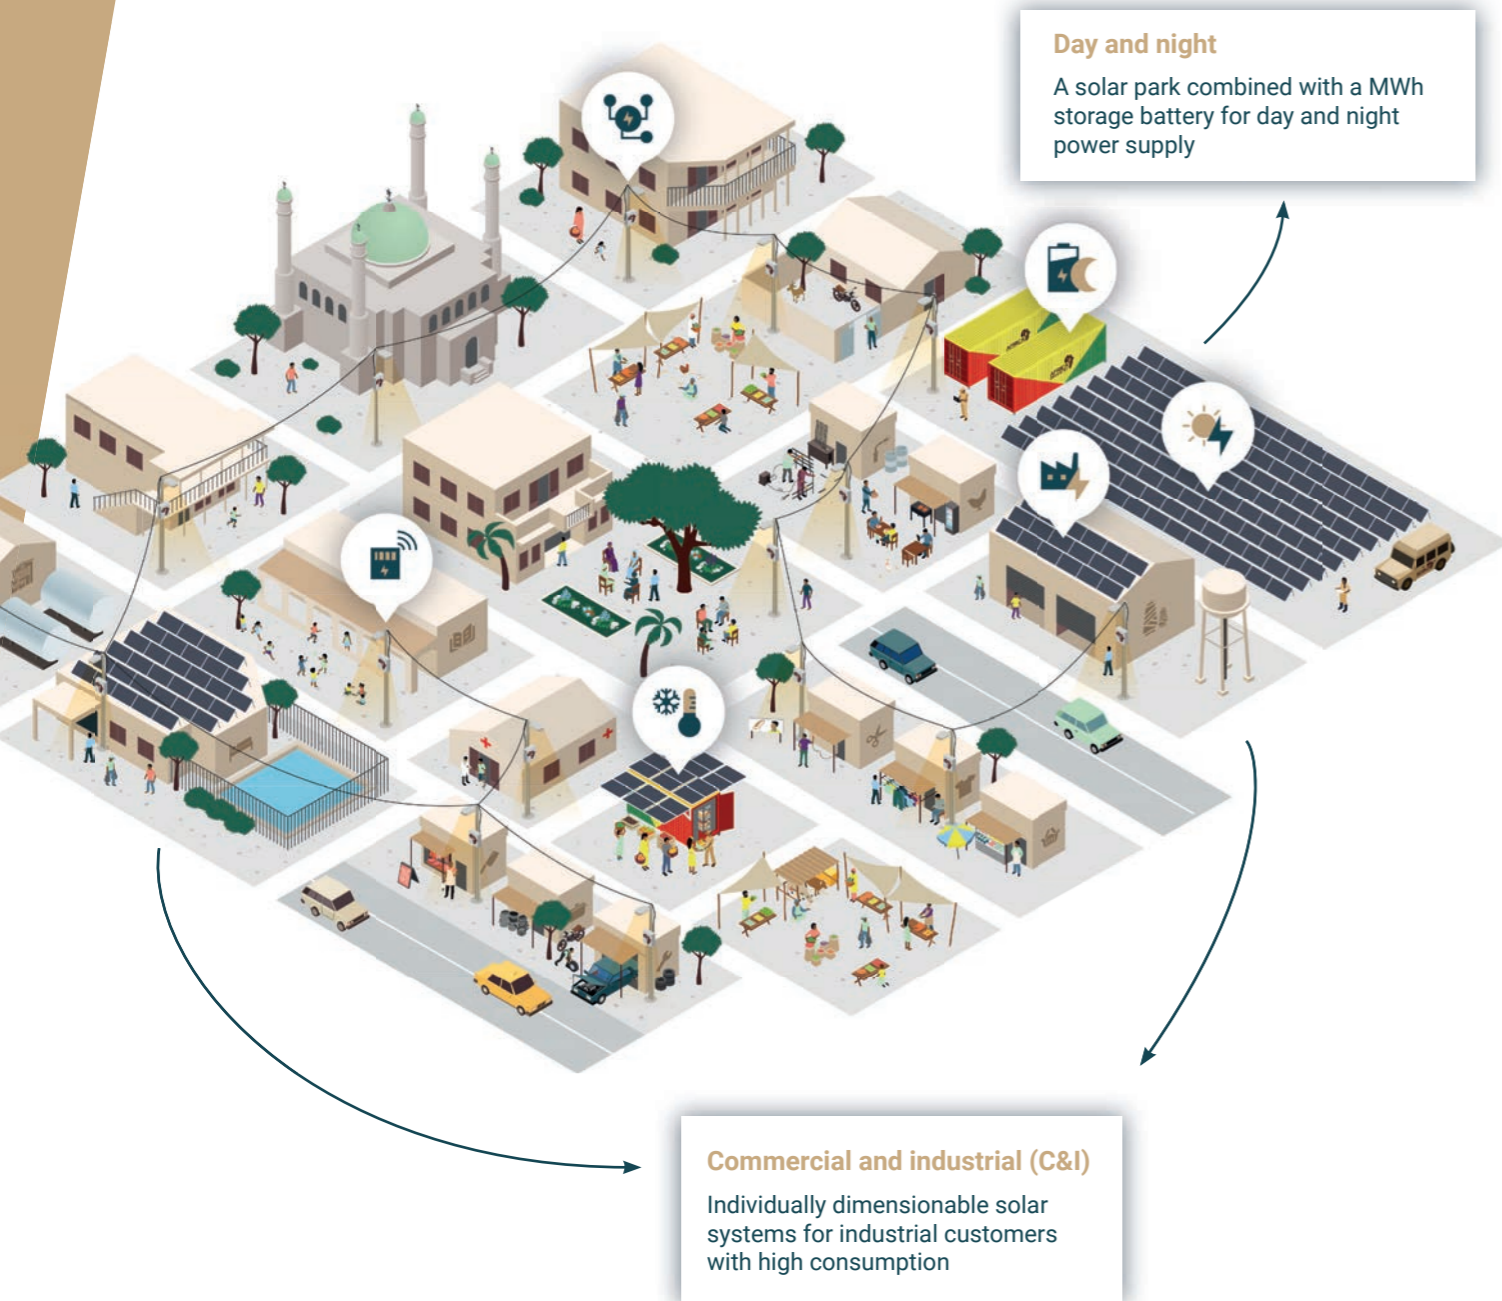 Day and night
A solar park combined with a MWh
storage battery for day and night
power supply
Commercial and industrial (C&I)
Individually dimensionable solar
systems for industrial customers
with high consumption